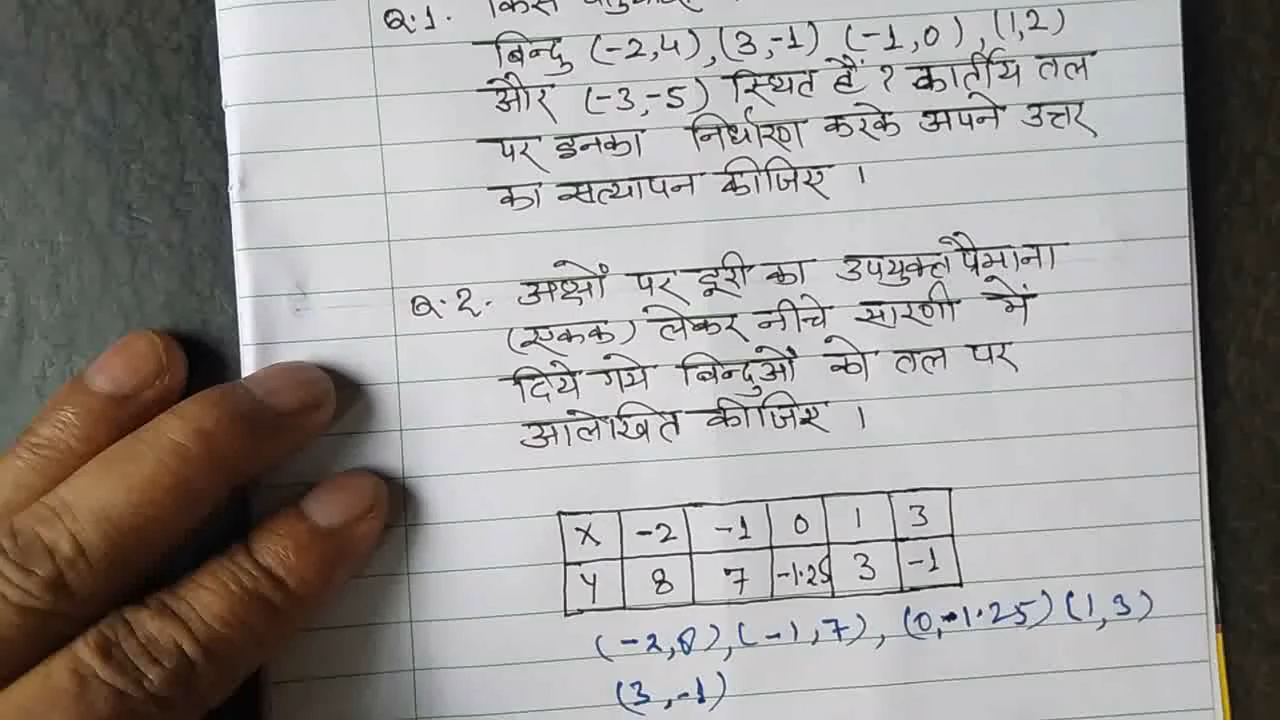 Q.1. किस
बिन्दु (-2,4),(3,-1) (-1,0),(1,2)
और (-3,-5) स्थित हैं? कार्तीय तल
पर इनका निर्धारण करके अपने उत्तर
का सत्यापन कीजिए ।
Q.2. अक्षों पर दूरी का उपयुक्त पैमाना
(एकक) लेकर नीचे सारणी में
दिये गये बिन्दुओं को तल पर
आलेखित कीजिए ।
X -2 -1 0 1 3
Y 8 7 -1.25 3 -1
(-2,8),(-1,7), (0,-1.25)(1,3)
(3,-1)